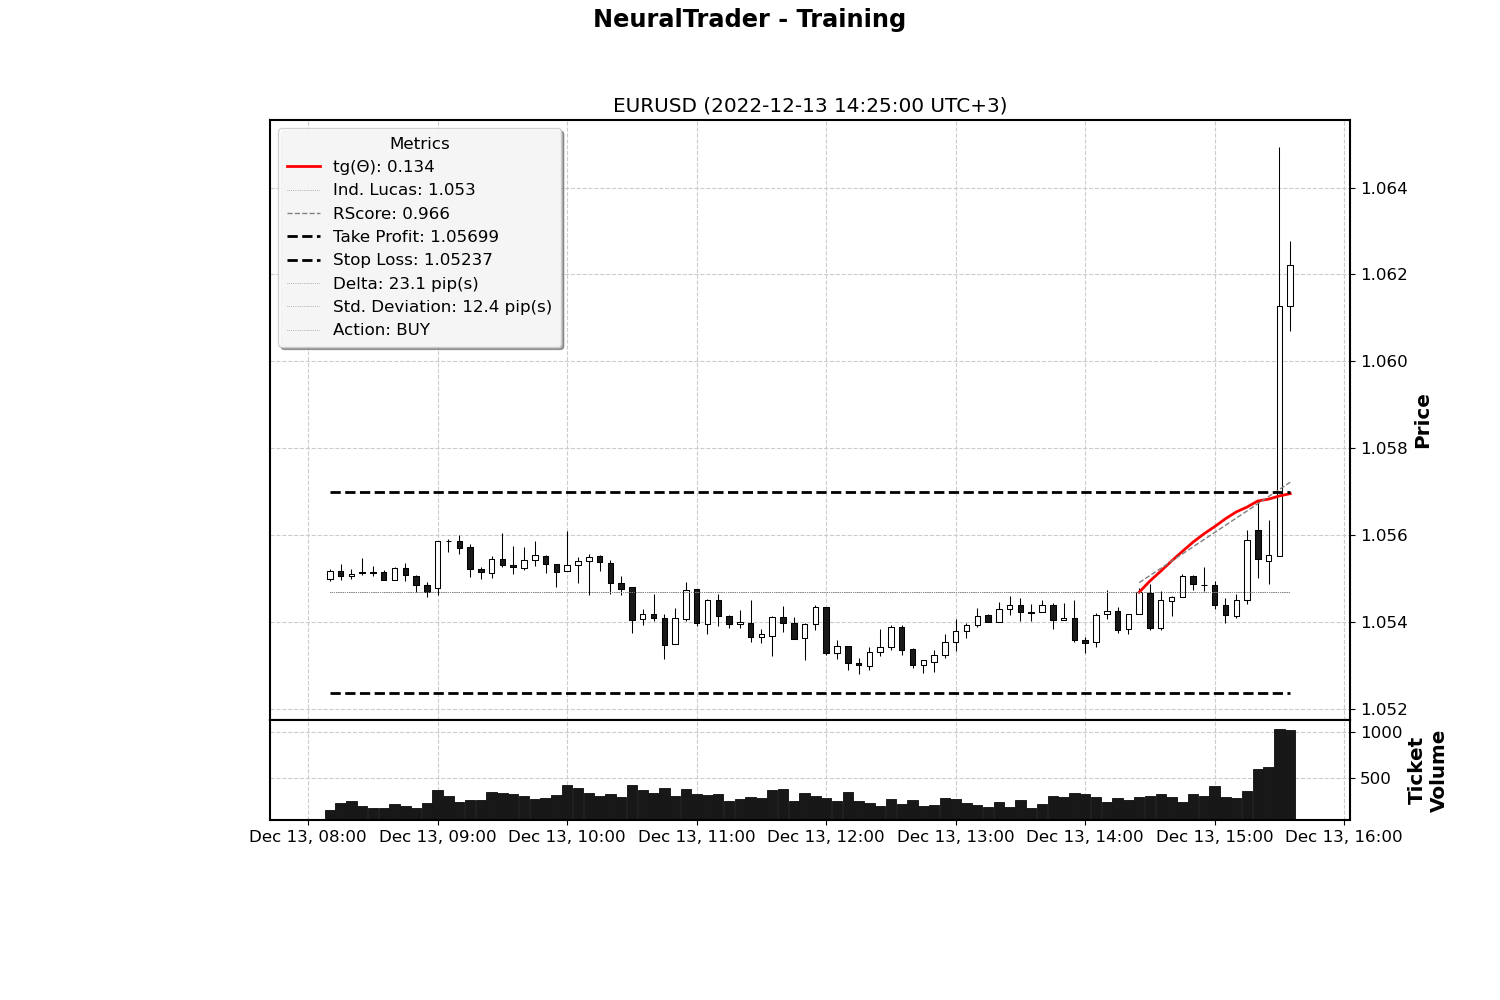 NeuralTrader - Training
EURUSD (2022-12-13 14:25:00 UTC+3)
Metrics
tg(Θ): 0.134
Ind. Lucas: 1.053
RScore: 0.966
Take Profit: 1.05699
Stop Loss: 1.05237
Delta: 23.1 pip(s)
Std. Deviation: 12.4 pip(s)
Action: BUY
1.064
1.062
1.060
1.058
1.056
1.054
1.052
Price
1000
500
Ticket
Volume
Dec 13, 08:00
Dec 13, 09:00
Dec 13, 10:00
Dec 13, 11:00
Dec 13, 12:00
Dec 13, 13:00
Dec 13, 14:00
Dec 13, 15:00
Dec 13, 16:00